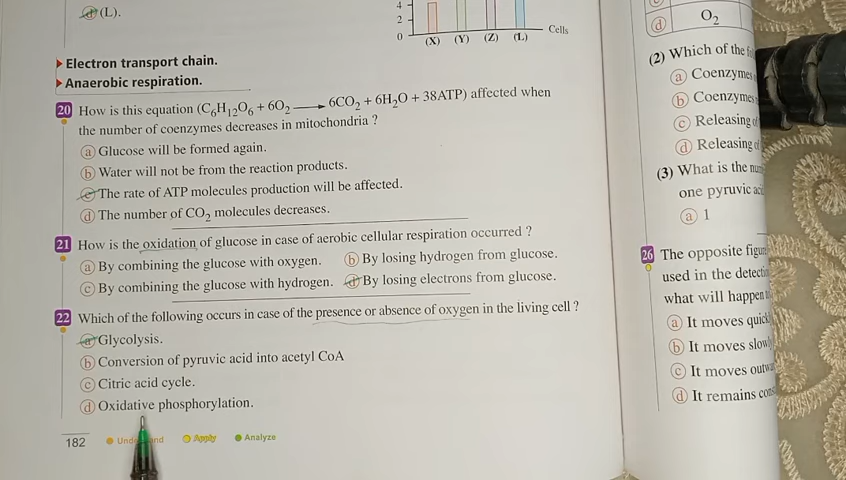 d (L).
4
2
0
(X) (Y) (Z) (L)
Cells
Electron transport chain.
Anaerobic respiration.
20 How is this equation (C6H12O6 + 6O2 → 6CO2 + 6H2O + 38ATP) affected when
the number of coenzymes decreases in mitochondria ?
a Glucose will be formed again.
b Water will not be from the reaction products.
c The rate of ATP molecules production will be affected.
d The number of CO2 molecules decreases.
21 How is the oxidation of glucose in case of aerobic cellular respiration occurred ?
a By combining the glucose with oxygen. b By losing hydrogen from glucose.
c By combining the glucose with hydrogen. d By losing electrons from glucose.
22 Which of the following occurs in case of the presence or absence of oxygen in the living cell ?
a Glycolysis.
b Conversion of pyruvic acid into acetyl CoA
c Citric acid cycle.
d Oxidative phosphorylation.
182 Apply Analyze
d O2
(2) Which of the
a Coenzymes
b Coenzymes
c Releasing
d Releasing
(3) What is the
one pyruvic
a 1
26 The opposite
used in the
what will happen
a It moves
b It moves
c It moves
d It remains